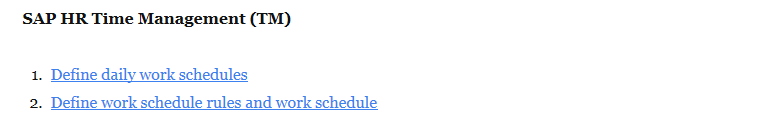 SAP HR Time Management (TM)
1. Define daily work schedules
2. Define work schedule rules and work schedule